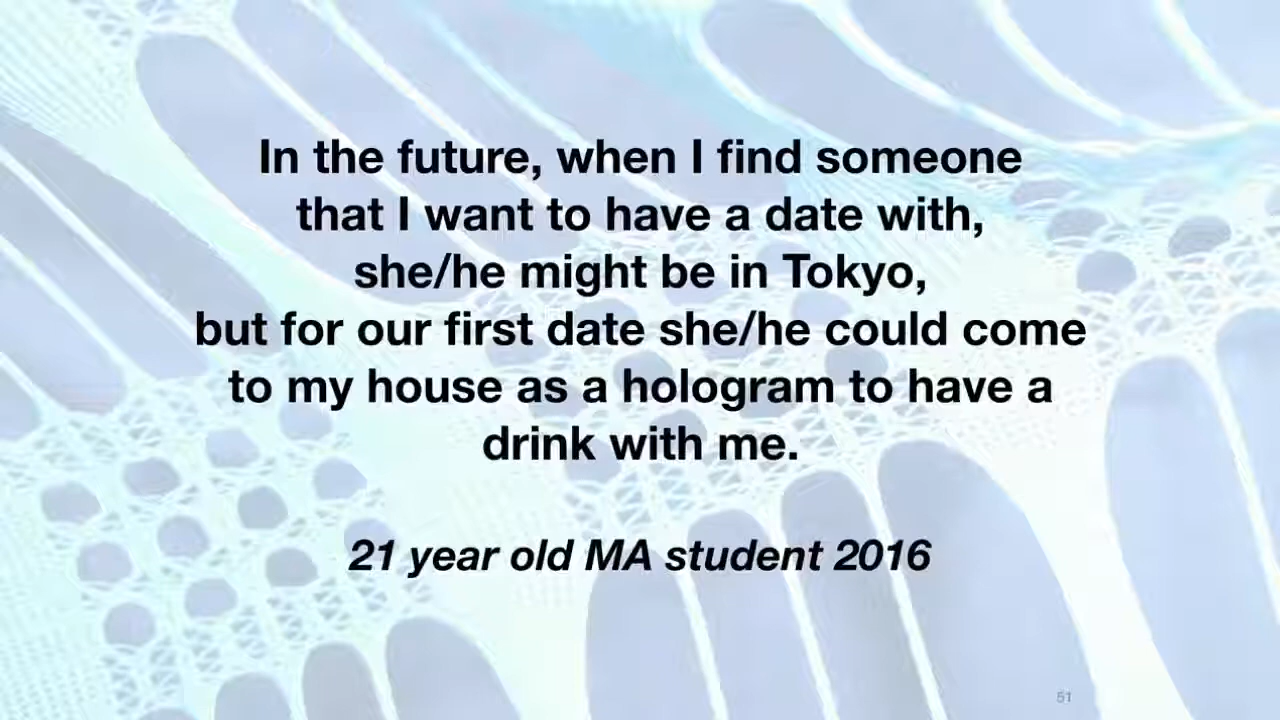 In the future, when I find someone
that I want to have a date with,
she/he might be in Tokyo,
but for our first date she/he could come
to my house as a hologram to have a
drink with me.
21 year old MA student 2016
51